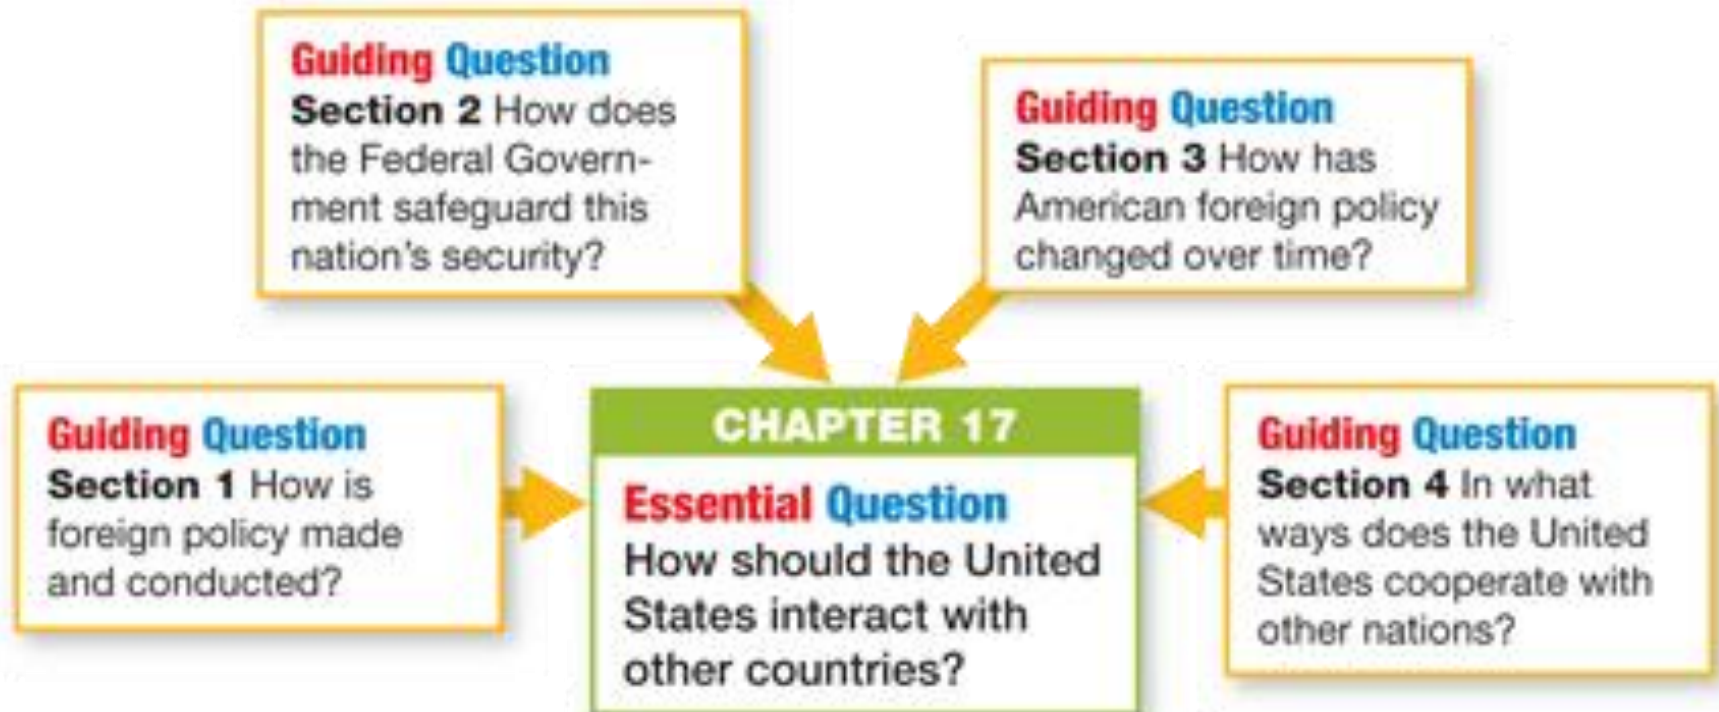 Guiding Question
Section 2 How does
the Federal Govern-
ment safeguard this
nation's security?
Guiding Question
Section 3 How has
American foreign policy
changed over time?
Guiding Question
Section 1 How is
foreign policy made
and conducted?
CHAPTER 17
Essential Question
How should the United
States interact with
other countries?
Guiding Question
Section 4 In what
ways does the United
States cooperate with
other nations?